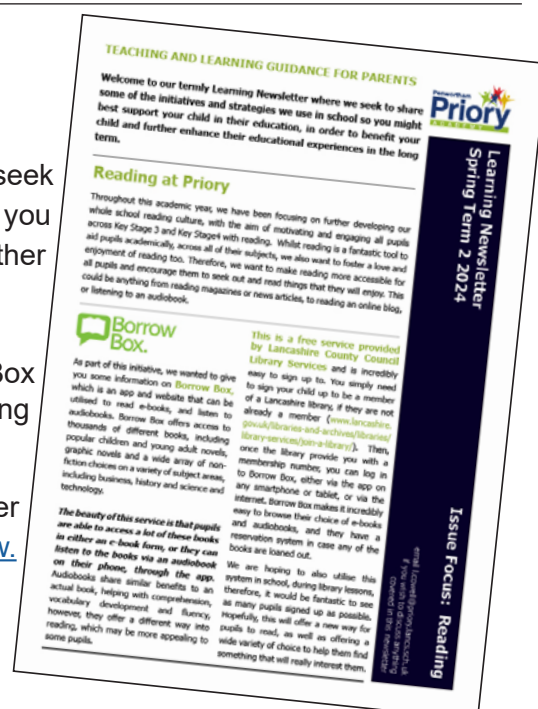 seek
you
ther
Box
ng
er
w.
TEACHING AND LEARNING GUIDANCE FOR PARENTS
Welcome to our termly Learning Newsletter where we seek to share
some of the initiatives and strategies we use in school so you might
best support your child in their education, in order to benefit your
child and further enhance their educational experiences in the long
term.
Penwortham
Priory
ACADEMY
Learning Newsletter
Spring Term 2 2024
Issue Focus: Reading
email l.cowell@priory.lancs.sch.uk
if you wish to discuss anything
covered in this newsletter
Reading at Priory
Throughout this academic year, we have been focusing on further developing our
whole school reading culture, with the aim of motivating and engaging all pupils
across Key Stage 3 and Key Stage4 with reading. Whilst reading is a fantastic tool to
aid pupils academically, across all of their subjects, we also want to foster a love and
enjoyment of reading too. Therefore, we want to make reading more accessible for
all pupils and encourage them to seek out and read things that they will enjoy. This
could be anything from reading magazines or news articles, to reading an online blog,
or listening to an audiobook.
Borrow
Box.
As part of this initiative, we wanted to give
you some information on Borrow Box,
which is an app and website that can be
utilised to read e-books, and listen to
audiobooks. Borrow Box offers access to
thousands of different books, including
popular children and young adult novels,
graphic novels and a wide array of non-
fiction choices on a variety of subject areas,
including business, history and science and
technology.
The beauty of this service is that pupils
are able to access a lot of these books
in either an e-book form, or they can
listen to the books via an audiobook
on their phone, through the app.
Audiobooks share similar benefits to an
actual book, helping with comprehension,
vocabulary development and fluency,
however, they offer a different way into
reading, which may be more appealing to
some pupils.
This is a free service provided
by Lancashire County Council
Library Services and is incredibly
easy to sign up to. You simply need
to sign your child up to be a member
of a Lancashire library, if they are not
already a member (www.lancashire.
gov.uk/libraries-and-archives/libraries/
library-services/join-a-library/). Then,
once the library provide you with a
membership number, you can log in
to Borrow Box, either via the app on
any smartphone or tablet, or via the
internet. Borrow Box makes it incredibly
easy to browse their choice of e-books
and audiobooks, and they have a
reservation system in case any of the
books are loaned out.
We are hoping to also utilise this
system in school, during library lessons,
therefore, it would be fantastic to see
as many pupils signed up as possible.
Hopefully, this will offer a new way for
pupils to read, as well as offering a
wide variety of choice to help them find
something that will really interest them.